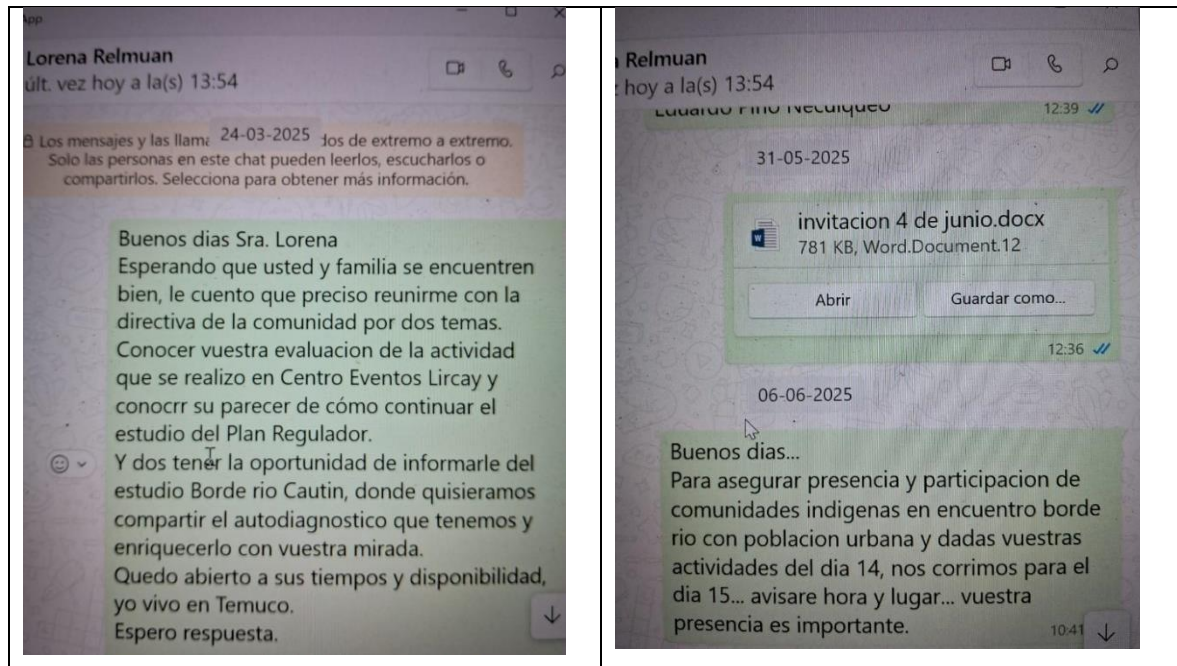 App
Lorena Relmuan
últ. vez hoy a la(s) 13:54
24-03-2025
Los mensajes y las llama dos de extremo a extremo.
Solo las personas en este chat pueden leerlos, escucharlos o
compartirlos. Selecciona para obtener más información.
Buenos dias Sra. Lorena
Esperando que usted y familia se encuentren
bien, le cuento que preciso reunirme con la
directiva de la comunidad por dos temas.
Conocer vuestra evaluacion de la actividad
que se realizo en Centro Eventos Lircay y
conocrr su parecer de cómo continuar el
estudio del Plan Regulador.
Y dos tener la oportunidad de informarle del
estudio Borde rio Cautin, donde quisieramos
compartir el autodiagnostico que tenemos y
enriquecerlo con vuestra mirada.
Quedo abierto a sus tiempos y disponibilidad,
yo vivo en Temuco.
Espero respuesta.
Relmuan
hoy a la(s) 13:54
Eduardo Pino Neculqueo
12:39
31-05-2025
invitacion 4 de junio.docx
781 KB, Word.Document.12
Abrir
Guardar como...
12:36
06-06-2025
Buenos dias...
Para asegurar presencia y participacion de
comunidades indigenas en encuentro borde
rio con poblacion urbana y dadas vuestras
actividades del dia 14, nos corrimos para el
dia 15... avisare hora y lugar... vuestra
presencia es importante.
10:41